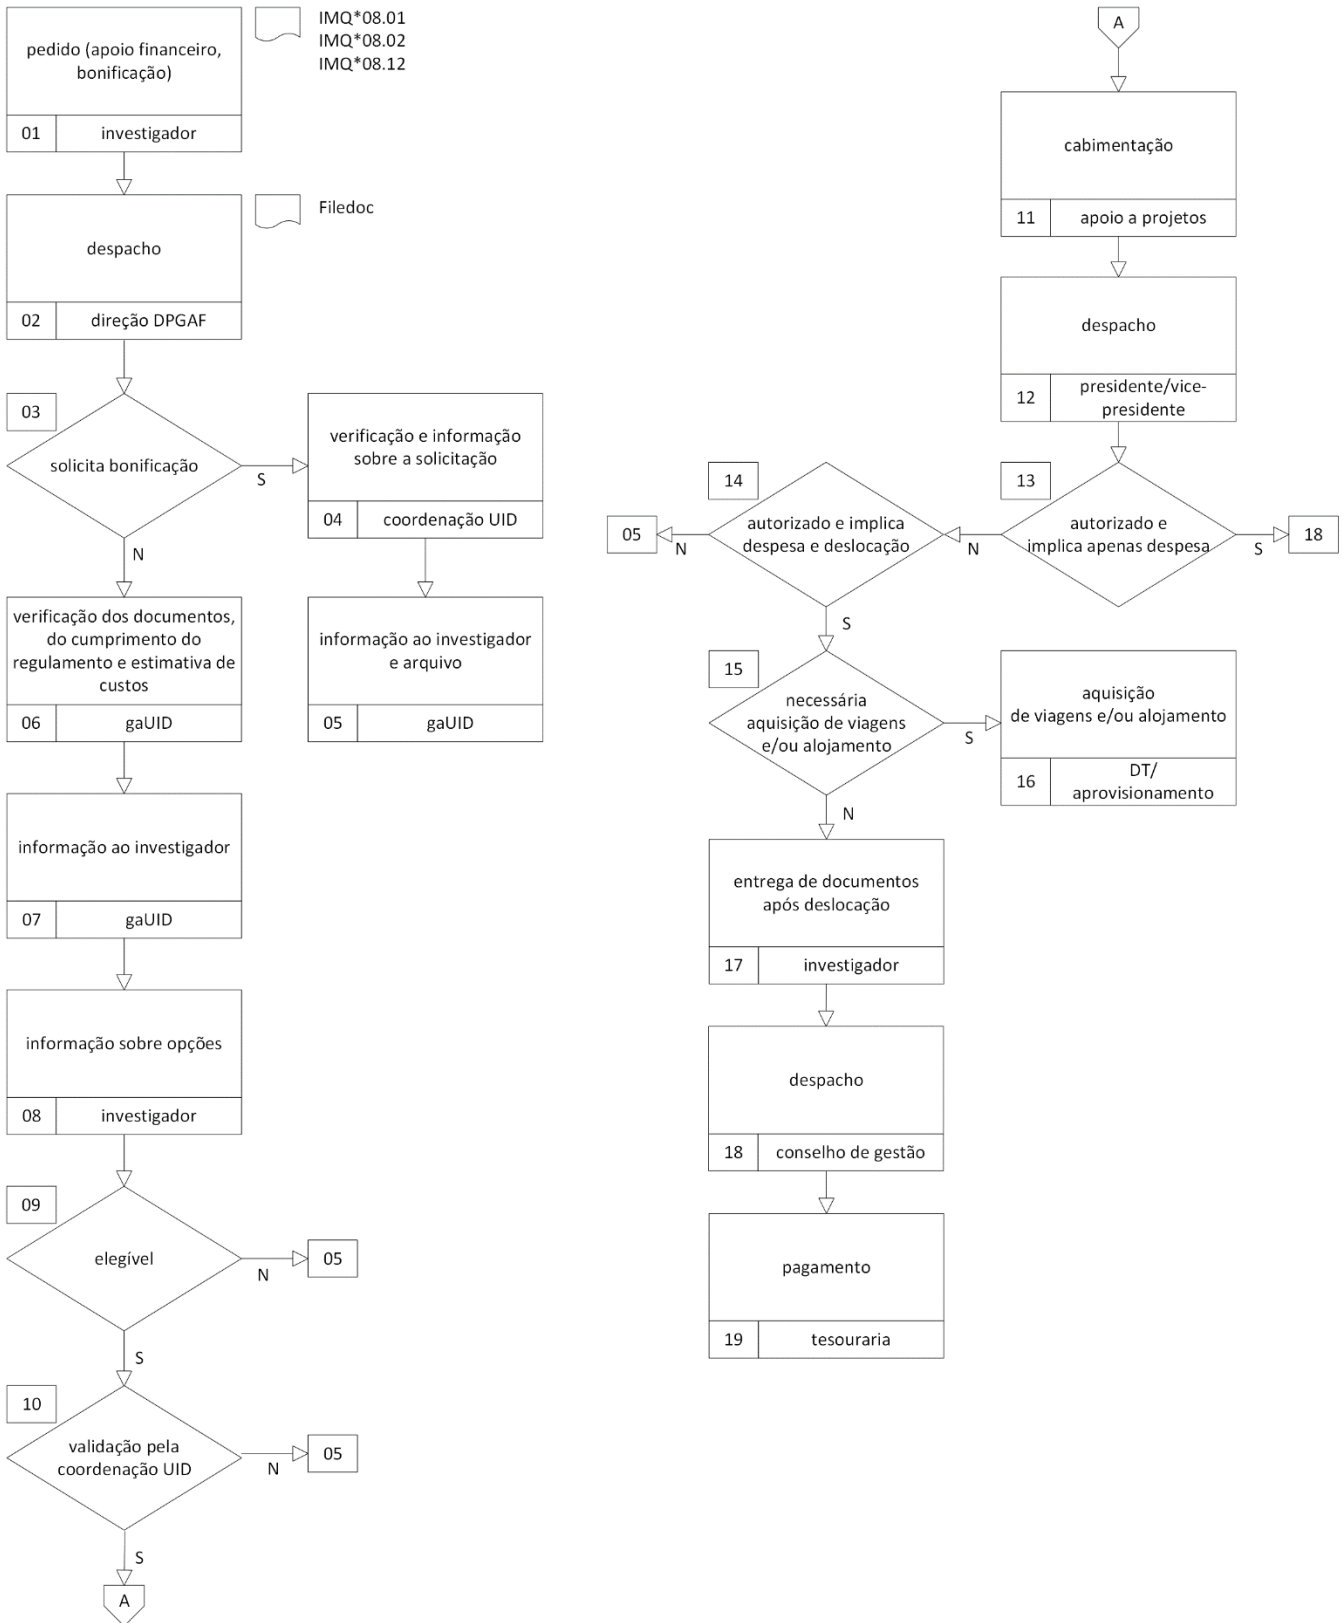 pedido (apoio financeiro,
bonificação)
01 investigador
IMQ*08.01
IMQ*08.02
IMQ*08.12
despacho
02 direção DPGAF
Filedoc
03
solicita bonificação
S
N
verificação e informação
sobre a solicitação
04 coordenação UID
informação ao investigador
e arquivo
05 gaUID
verificação dos documentos,
do cumprimento do
regulamento e estimativa de
custos
06 gaUID
informação ao investigador
07 gaUID
informação sobre opções
08 investigador
09
elegível
N
05
S
10
validação pela
coordenação UID
N
05
S
A
A
cabimentação
11 apoio a projetos
despacho
12 presidente/vice-
presidente
13
autorizado e
implica apenas despesa
S
18
N
14
autorizado e implica
despesa e deslocação
N
05
S
15
necessária
aquisição de viagens
e/ou alojamento
S
aquisição
de viagens e/ou alojamento
16 DT/
aprovisionamento
N
entrega de documentos
após deslocação
17 investigador
despacho
18 conselho de gestão
pagamento
19 tesouraria